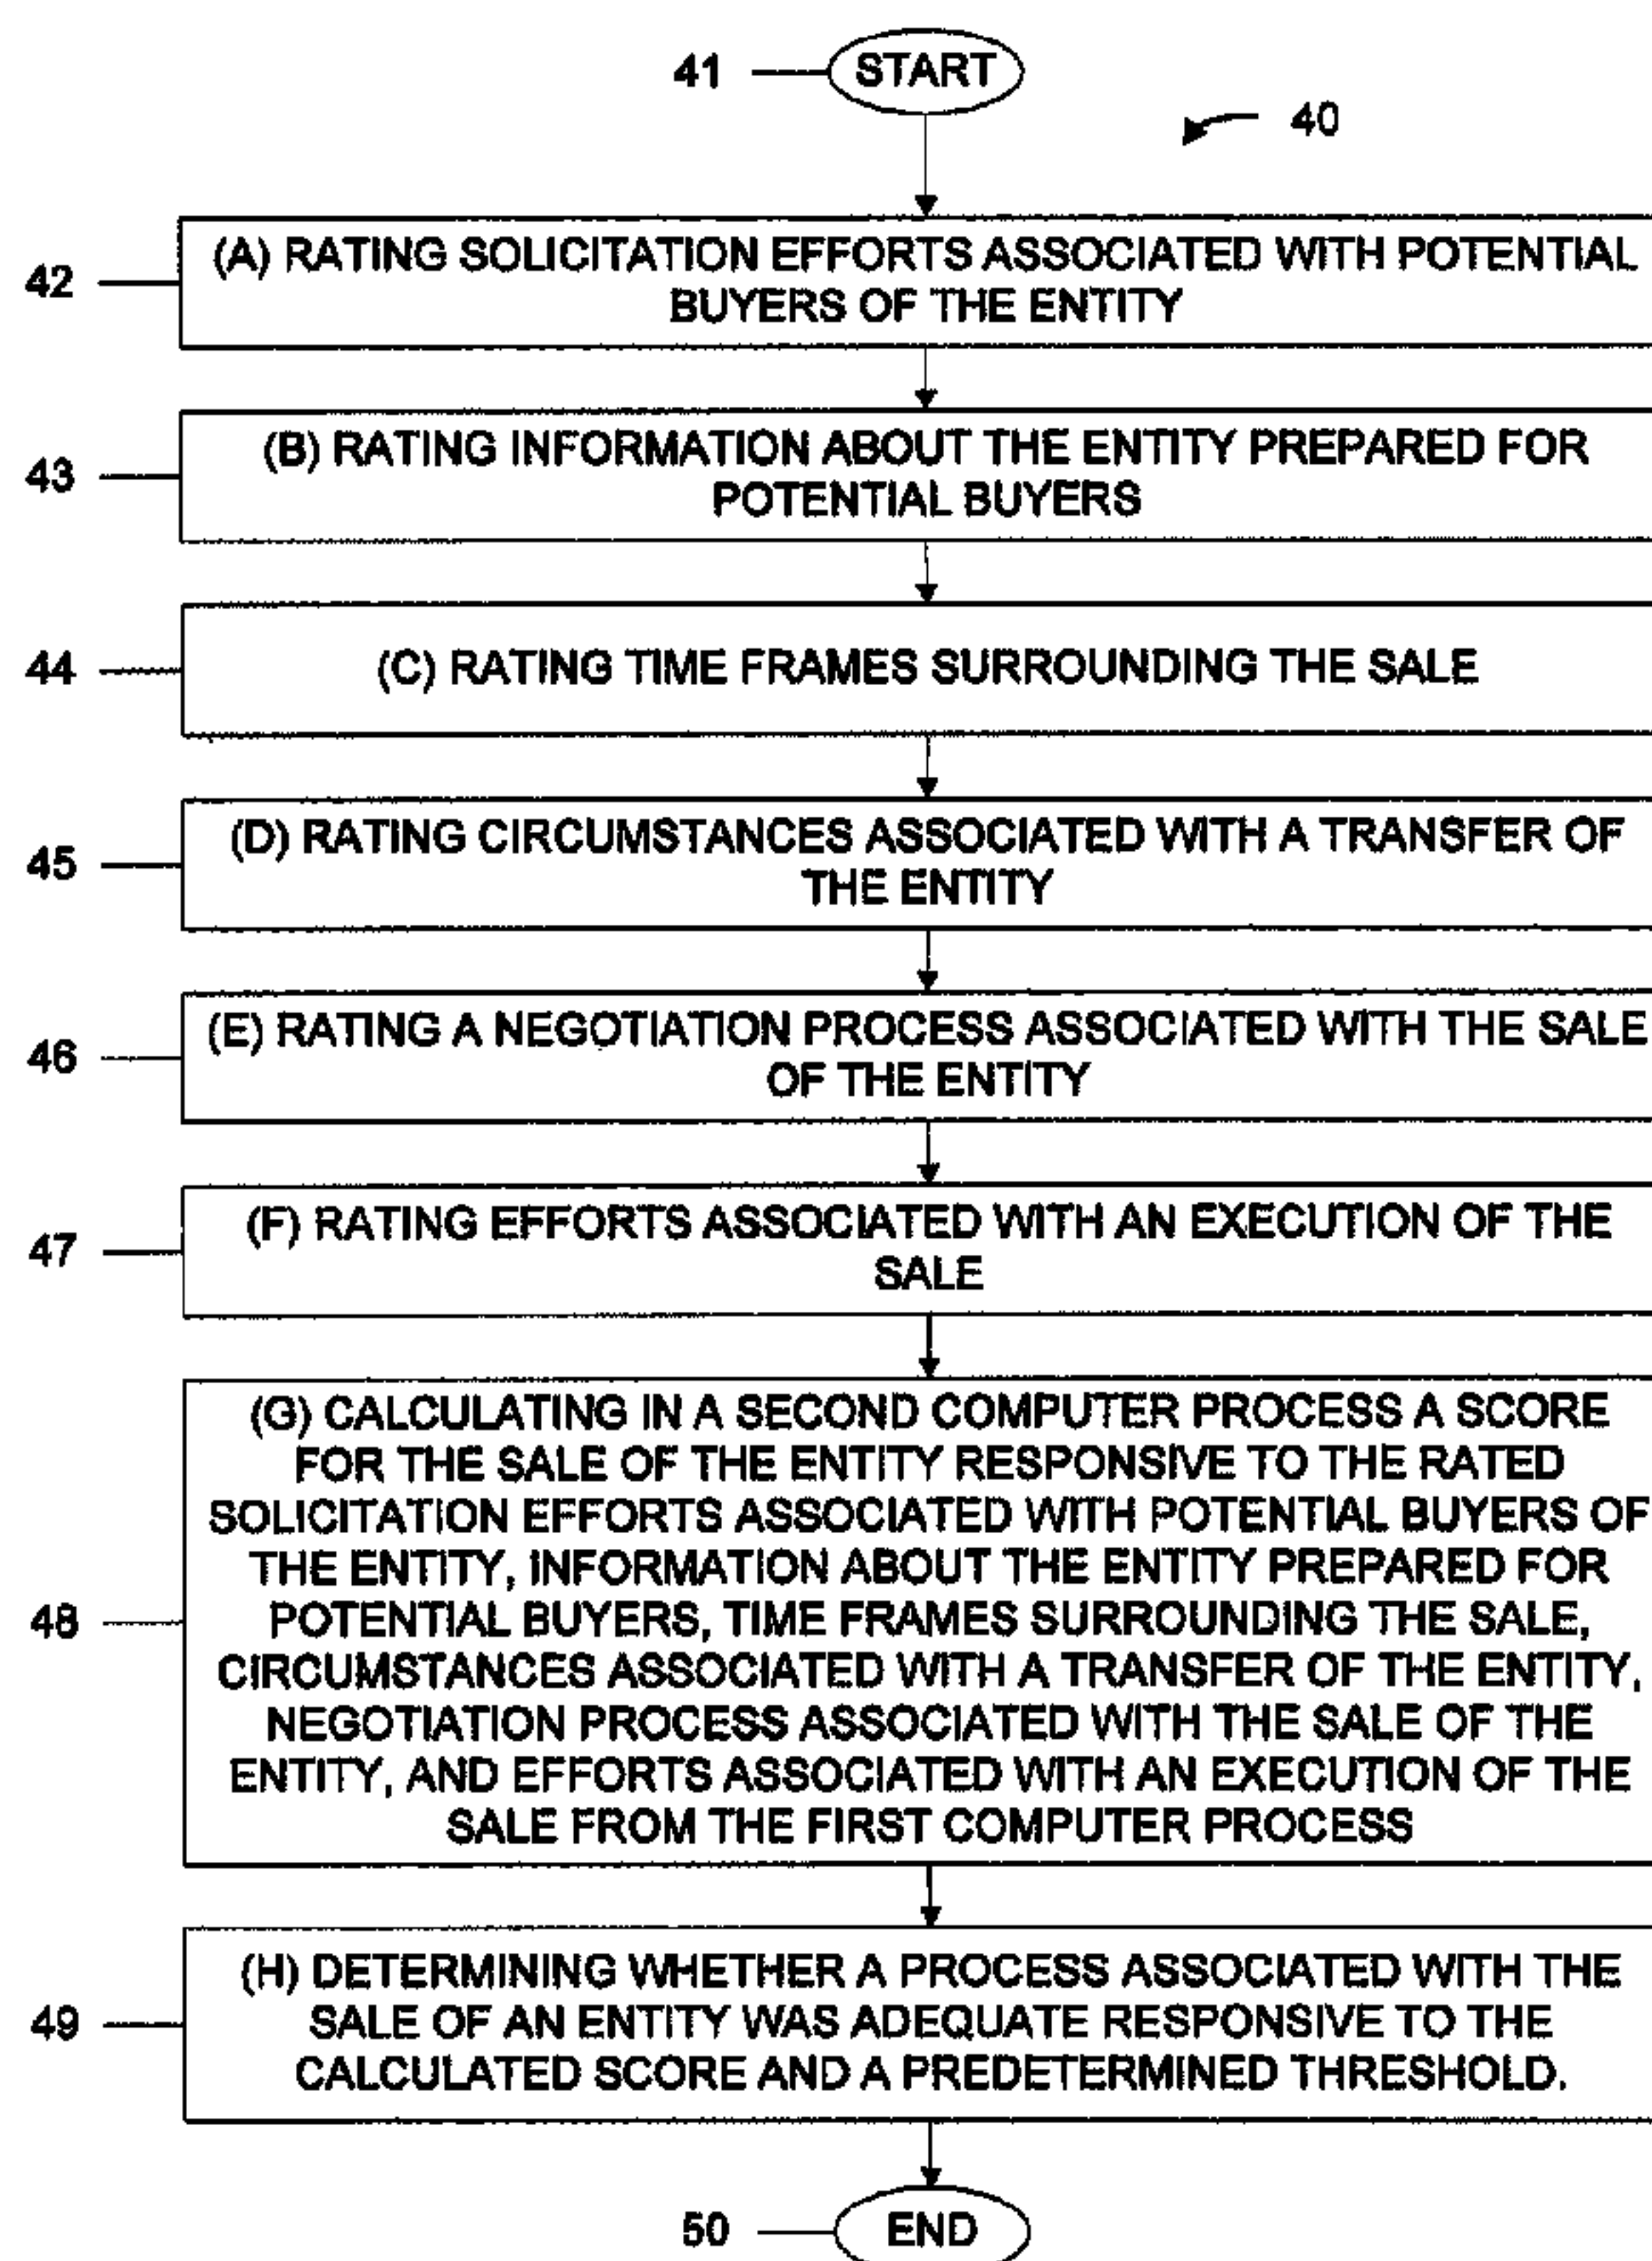 41 START
40
42 (A) RATING SOLICITATION EFFORTS ASSOCIATED WITH POTENTIAL
BUYERS OF THE ENTITY
43 (B) RATING INFORMATION ABOUT THE ENTITY PREPARED FOR
POTENTIAL BUYERS
44 (C) RATING TIME FRAMES SURROUNDING THE SALE
45 (D) RATING CIRCUMSTANCES ASSOCIATED WITH A TRANSFER OF
THE ENTITY
46 (E) RATING A NEGOTIATION PROCESS ASSOCIATED WITH THE SALE
OF THE ENTITY
47 (F) RATING EFFORTS ASSOCIATED WITH AN EXECUTION OF THE
SALE
48 (G) CALCULATING IN A SECOND COMPUTER PROCESS A SCORE
FOR THE SALE OF THE ENTITY RESPONSIVE TO THE RATED
SOLICITATION EFFORTS ASSOCIATED WITH POTENTIAL BUYERS OF
THE ENTITY, INFORMATION ABOUT THE ENTITY PREPARED FOR
POTENTIAL BUYERS, TIME FRAMES SURROUNDING THE SALE,
CIRCUMSTANCES ASSOCIATED WITH A TRANSFER OF THE ENTITY,
NEGOTIATION PROCESS ASSOCIATED WITH THE SALE OF THE
ENTITY, AND EFFORTS ASSOCIATED WITH AN EXECUTION OF THE
SALE FROM THE FIRST COMPUTER PROCESS
49 (H) DETERMINING WHETHER A PROCESS ASSOCIATED WITH THE
SALE OF AN ENTITY WAS ADEQUATE RESPONSIVE TO THE
CALCULATED SCORE AND A PREDETERMINED THRESHOLD.
50 END